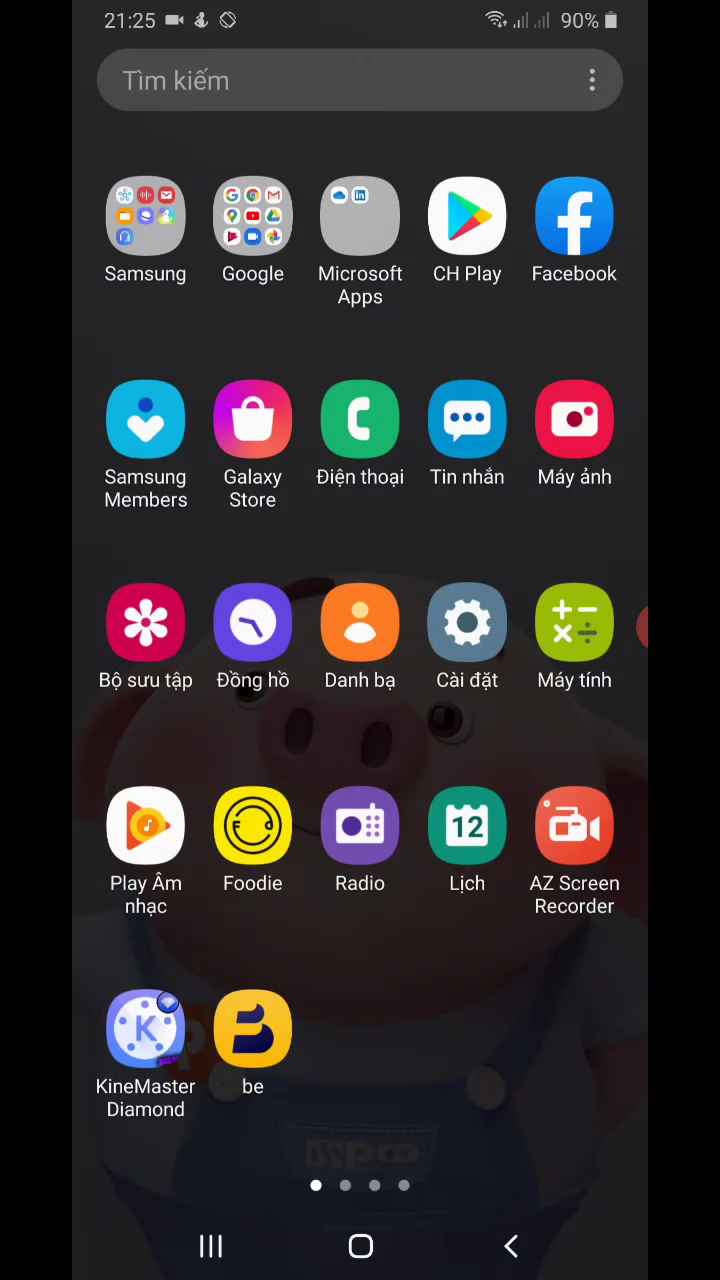 21:25
90%
Tìm kiếm
Samsung
Google
Microsoft
Apps
CH Play
Facebook
Samsung
Members
Galaxy
Store
Điện thoại
Tin nhắn
Máy ảnh
Bộ sưu tập
Đồng hồ
Danh bạ
Cài đặt
Máy tính
Play Âm
nhạc
Foodie
Radio
12
Lịch
AZ Screen
Recorder
K
KineMaster
Diamond
be